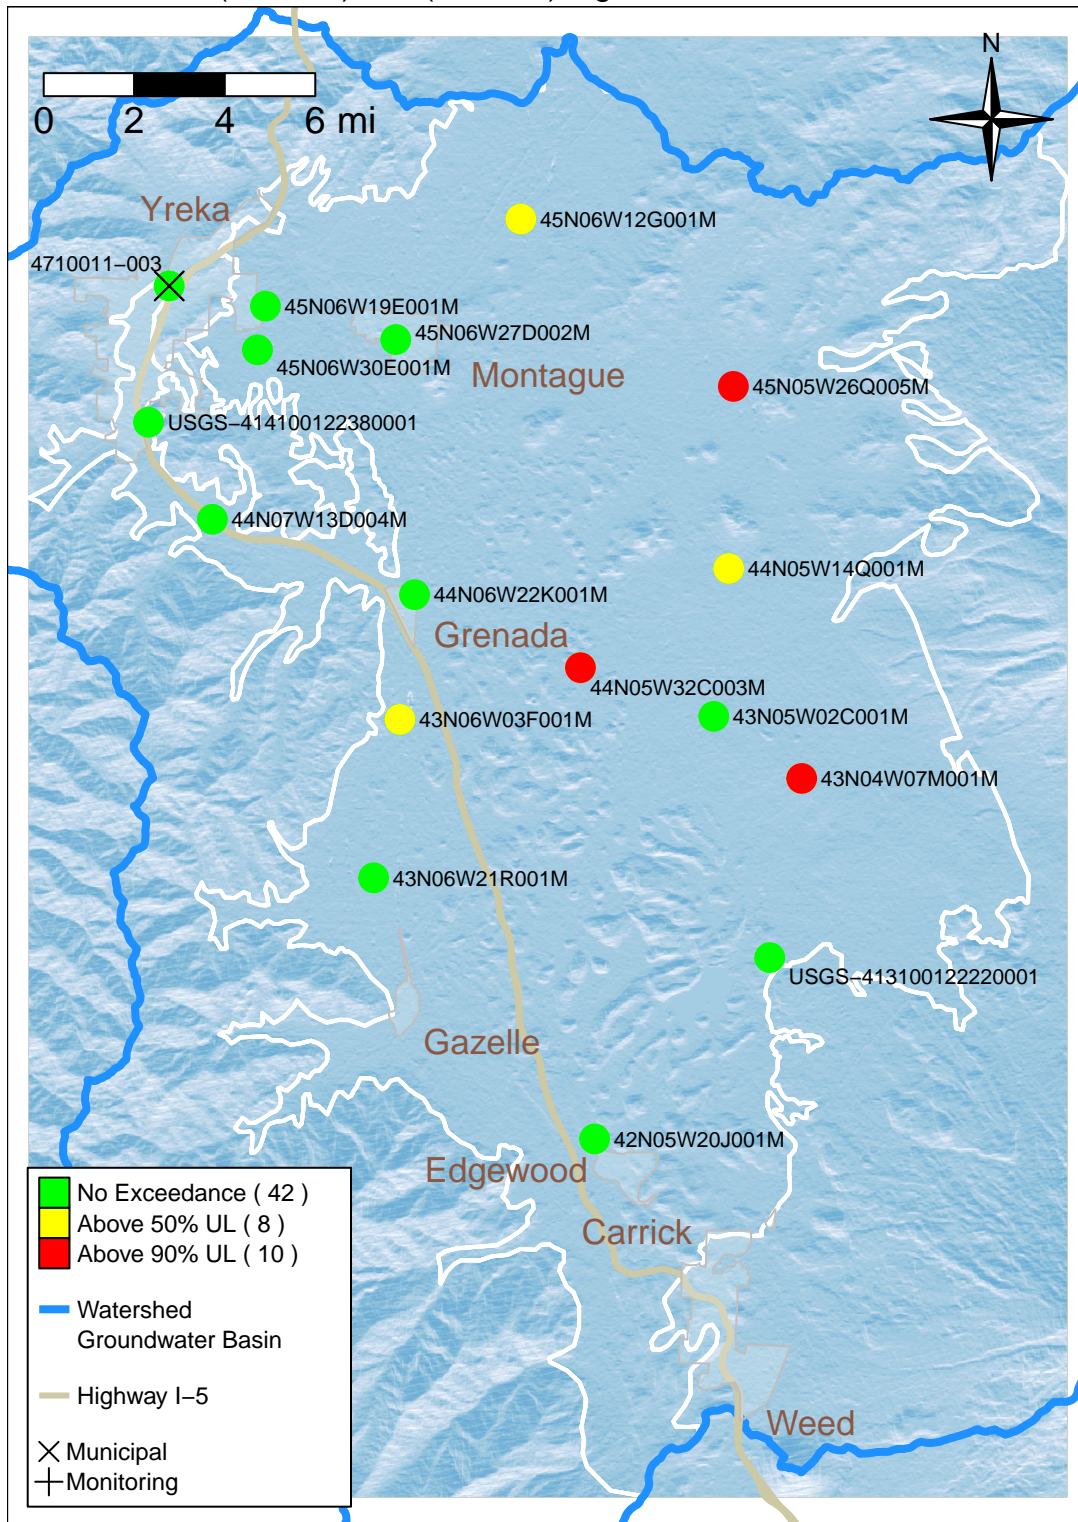 N
0 2 4 6 mi
Yreka
45N06W12G001M
4710011−003
45N06W19E001M
45N06W27D002M
45N06W30E001M
Montague
45N05W26Q005M
USGS−414100122380001
44N07W13D004M
44N05W14Q001M
44N06W22K001M
Grenada
44N05W32C003M
43N06W03F001M
43N05W02C001M
43N04W07M001M
43N06W21R001M
USGS−413100122220001
Gazelle
42N05W20J001M
Edgewood
Carrick
Weed
No Exceedance ( 42 )
Above 50% UL ( 8 )
Above 90% UL ( 10 )
Watershed
Groundwater Basin
Highway I−5
Municipal
Monitoring